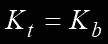 K_t = K_b